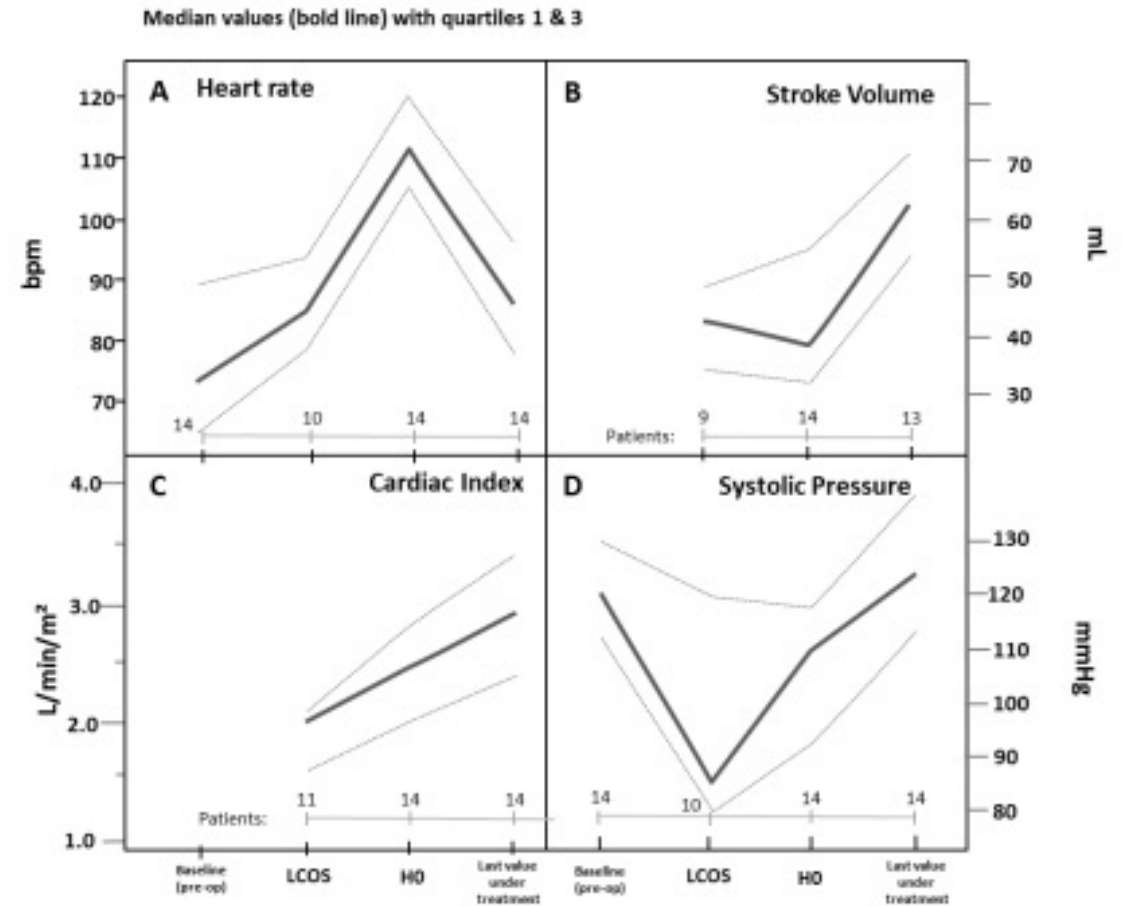 Median values (bold line) with quartiles 1 & 3
A Heart rate
120
110
100
90
80
70
bpm
14 10 14 14
B Stroke Volume
70
60
50
40
30
mL
Patients: 9 14 13
C Cardiac Index
4.0
3.0
2.0
1.0
L/min/m²
Patients: 11 14 14
D Systolic Pressure
130
120
110
100
90
80
mmHg
14 10 14 14
Baseline
(pre-op)
LCOS
H0
Last value
under
treatment
Baseline
(pre-op)
LCOS
H0
Last value
under
treatment